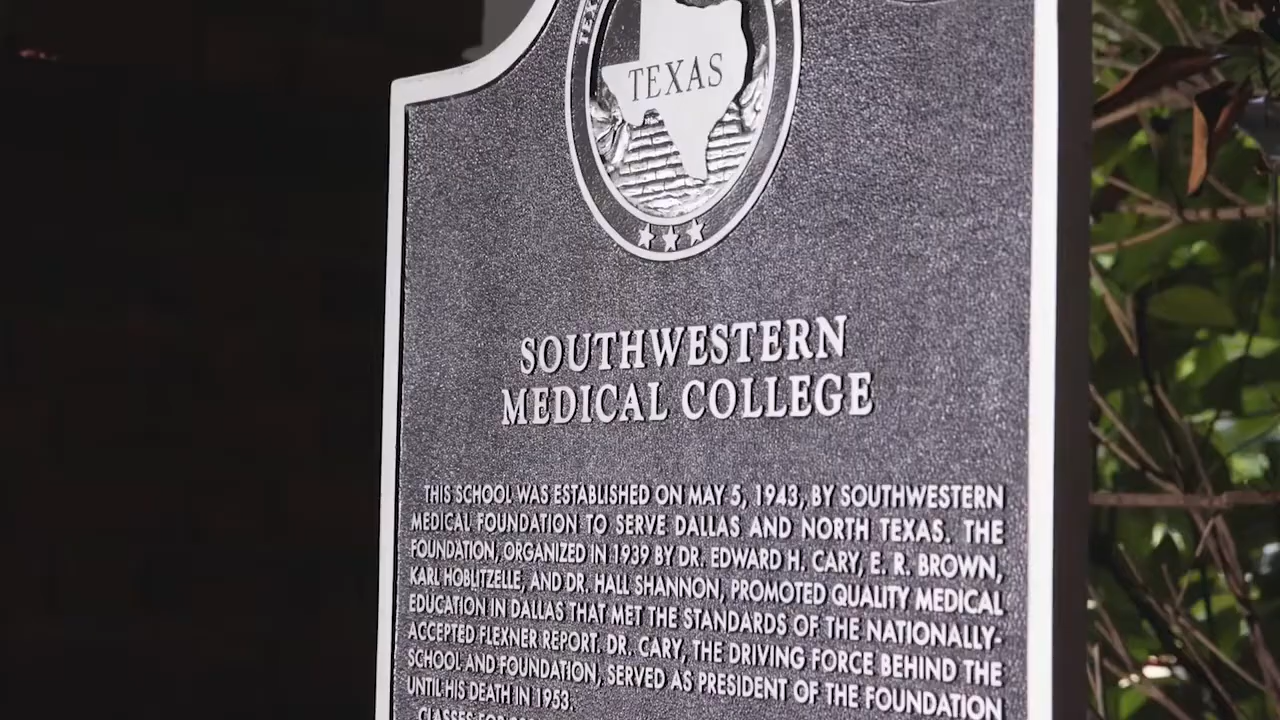 TEXAS
SOUTHWESTERN
MEDICAL COLLEGE
THIS SCHOOL WAS ESTABLISHED ON MAY 5, 1943, BY SOUTHWESTERN
MEDICAL FOUNDATION TO SERVE DALLAS AND NORTH TEXAS. THE
FOUNDATION, ORGANIZED IN 1939 BY DR. EDWARD H. CARY, E. R. BROWN,
KARL HOBLITZELLE, AND DR. HALL SHANNON, PROMOTED QUALITY MEDICAL
EDUCATION IN DALLAS THAT MET THE STANDARDS OF THE NATIONALLY-
ACCEPTED FLEXNER REPORT. DR. CARY, THE DRIVING FORCE BEHIND THE
SCHOOL AND FOUNDATION, SERVED AS PRESIDENT OF THE FOUNDATION
UNTIL HIS DEATH IN 1953.
CLASSES FOR